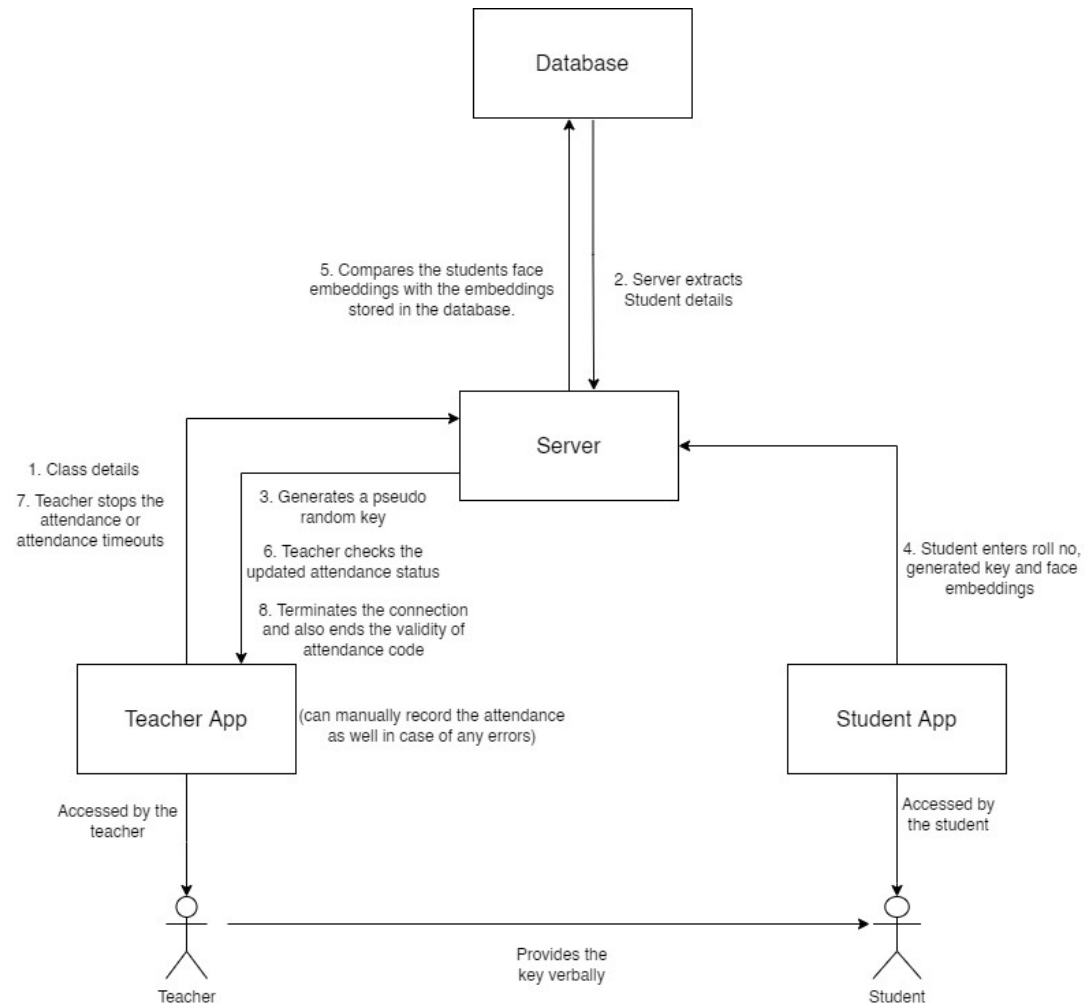 Database
5. Compares the students face
embeddings with the embeddings
stored in the database.
2. Server extracts
Student details
Server
1. Class details
7. Teacher stops the
attendance or
attendance timeouts
3. Generates a pseudo
random key
6. Teacher checks the
updated attendance status
8. Terminates the connection
and also ends the validity of
attendance code
4. Student enters roll no,
generated key and face
embeddings
Teacher App
(can manually record the attendance
as well in case of any errors)
Student App
Accessed by the
teacher
Accessed by
the student
Provides the
key verbally
Teacher
Student